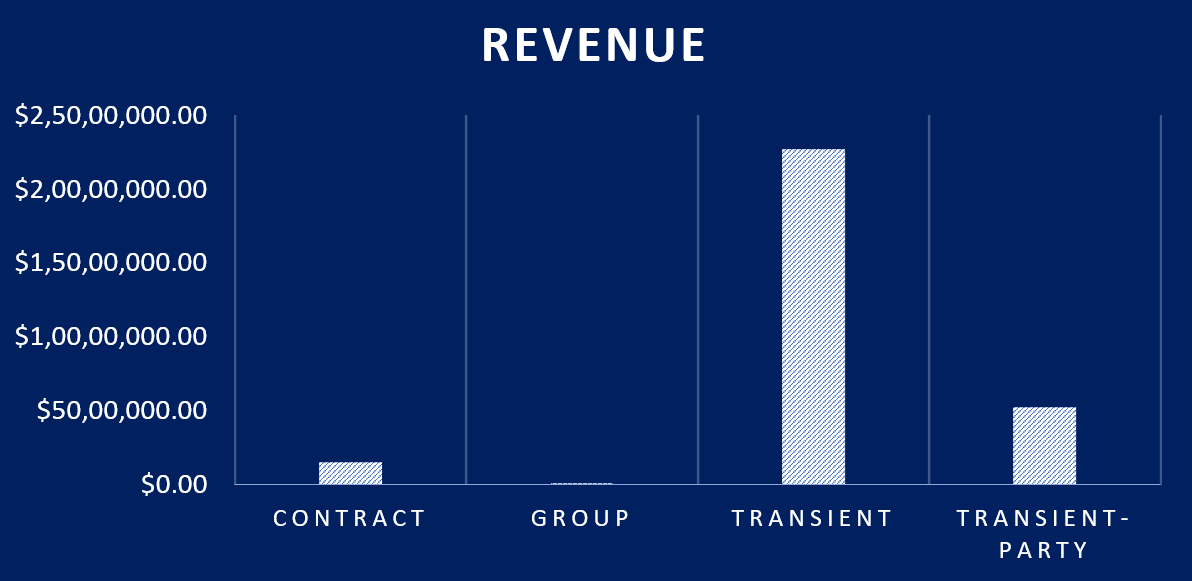 REVENUE
$2,50,00,000.00
$2,00,00,000.00
$1,50,00,000.00
$1,00,00,000.00
$50,00,000.00
$0.00
CONTRACT
GROUP
TRANSIENT
TRANSIENT-
PARTY